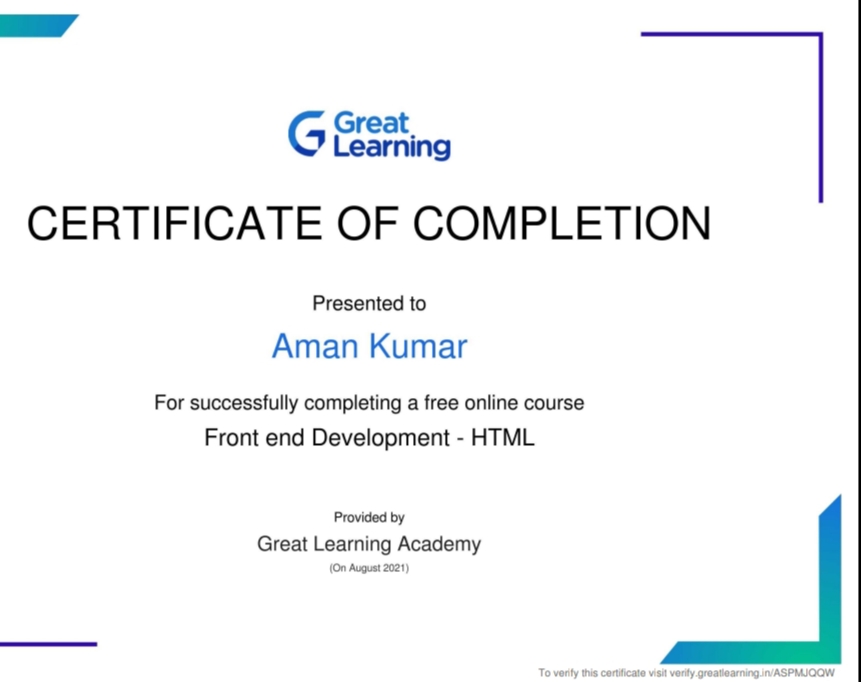 Great
Learning
CERTIFICATE OF COMPLETION
Presented to
Aman Kumar
For successfully completing a free online course
Front end Development - HTML
Provided by
Great Learning Academy
(On August 2021)
To verify this certificate visit verify.greatlearning.in/ASPMJQQW